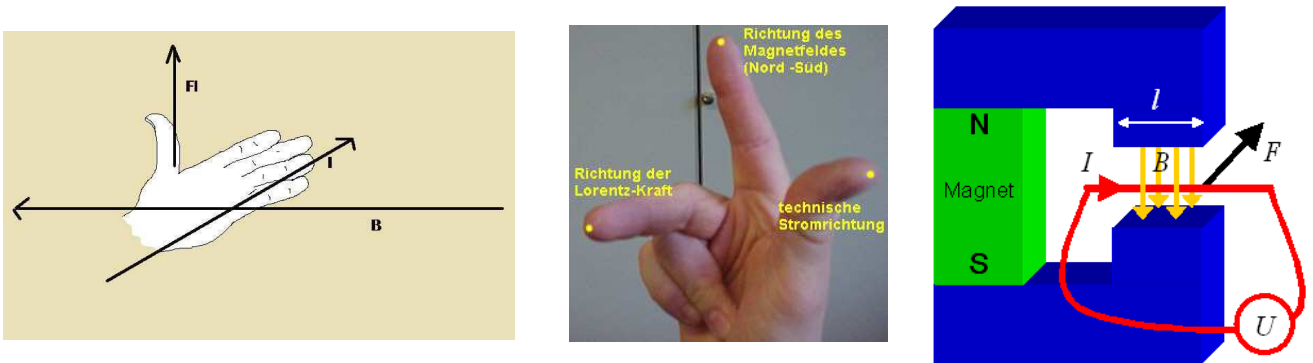 Fl
I
B
Richtung des
Magnetfeldes
(Nord -Süd)
Richtung der
Lorentz-Kraft
technische
Stromrichtung
l
N
I
B
F
Magnet
S
U